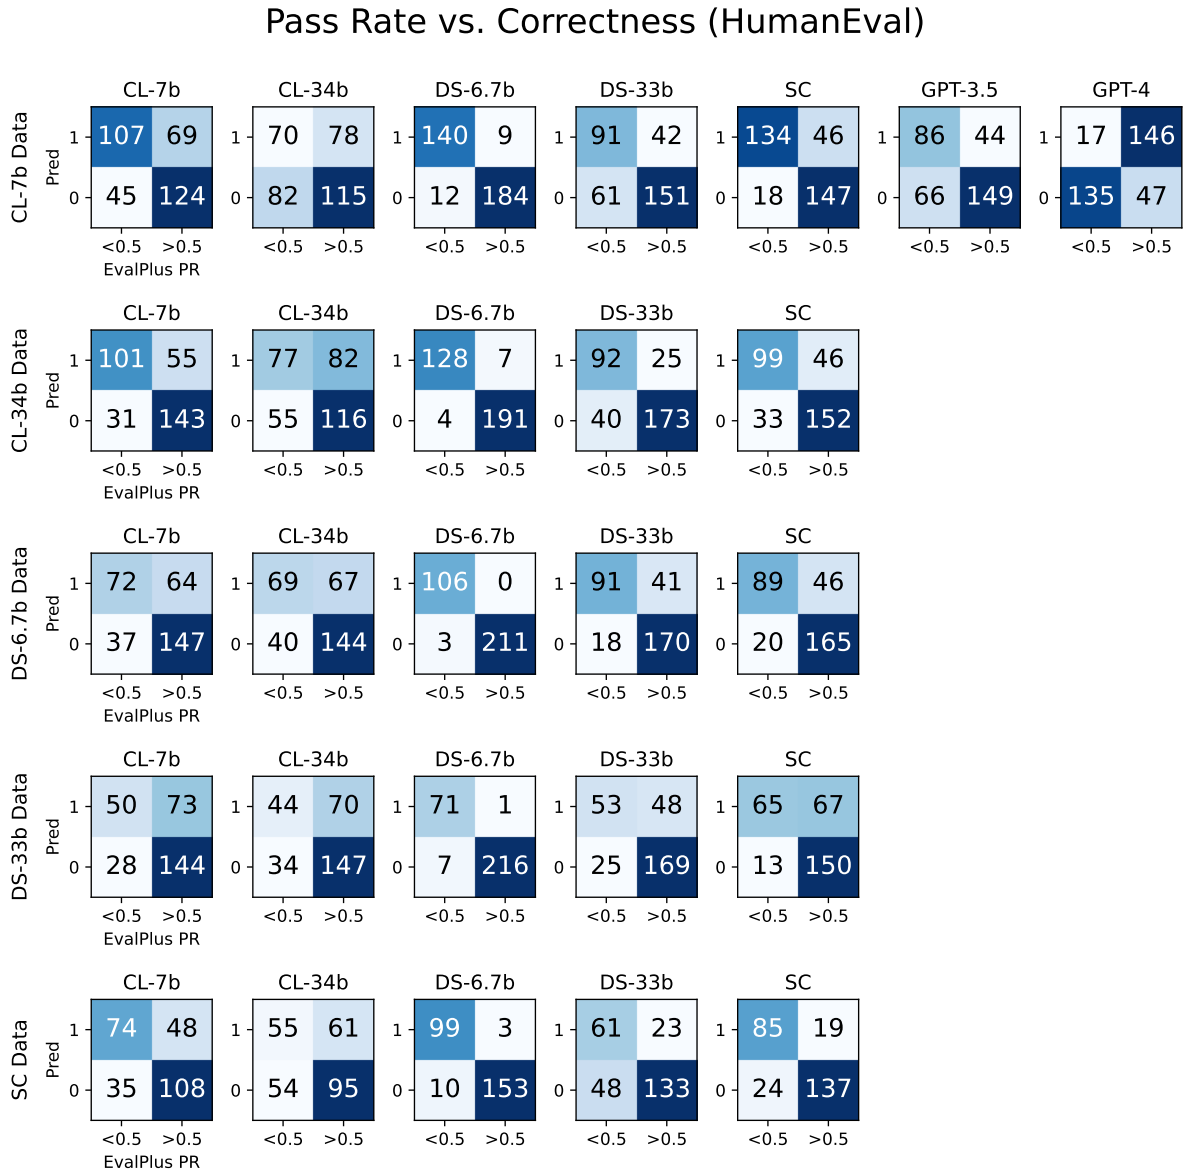 Pass Rate vs. Correctness (HumanEval)
CL-7b CL-34b DS-6.7b DS-33b SC GPT-3.5 GPT-4
CL-7b Data
Pred
1 107 69 1 70 78 1 140 9 1 91 42 1 134 46 1 86 44 1 17 146
0 45 124 0 82 115 0 12 184 0 61 151 0 18 147 0 66 149 0 135 47
<0.5 >0.5 <0.5 >0.5 <0.5 >0.5 <0.5 >0.5 <0.5 >0.5 <0.5 >0.5 <0.5 >0.5
EvalPlus PR
CL-7b CL-34b DS-6.7b DS-33b SC
CL-34b Data
Pred
1 101 55 1 77 82 1 128 7 1 92 25 1 99 46
0 31 143 0 55 116 0 4 191 0 40 173 0 33 152
<0.5 >0.5 <0.5 >0.5 <0.5 >0.5 <0.5 >0.5 <0.5 >0.5
EvalPlus PR
CL-7b CL-34b DS-6.7b DS-33b SC
DS-6.7b Data
Pred
1 72 64 1 69 67 1 106 0 1 91 41 1 89 46
0 37 147 0 40 144 0 3 211 0 18 170 0 20 165
<0.5 >0.5 <0.5 >0.5 <0.5 >0.5 <0.5 >0.5 <0.5 >0.5
EvalPlus PR
CL-7b CL-34b DS-6.7b DS-33b SC
DS-33b Data
Pred
1 50 73 1 44 70 1 71 1 1 53 48 1 65 67
0 28 144 0 34 147 0 7 216 0 25 169 0 13 150
<0.5 >0.5 <0.5 >0.5 <0.5 >0.5 <0.5 >0.5 <0.5 >0.5
EvalPlus PR
CL-7b CL-34b DS-6.7b DS-33b SC
SC Data
Pred
1 74 48 1 55 61 1 99 3 1 61 23 1 85 19
0 35 108 0 54 95 0 10 153 0 48 133 0 24 137
<0.5 >0.5 <0.5 >0.5 <0.5 >0.5 <0.5 >0.5 <0.5 >0.5
EvalPlus PR